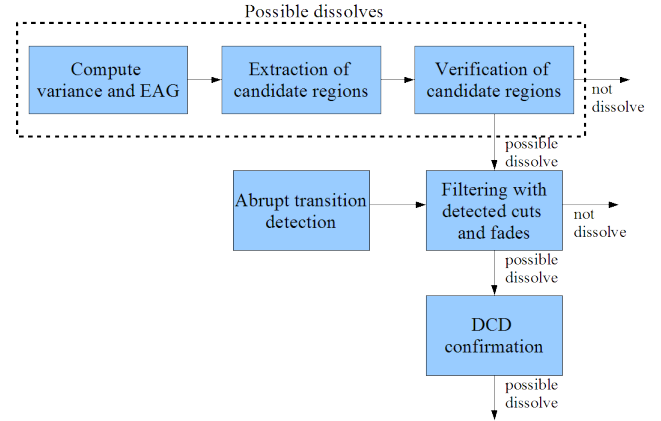 Possible dissolves
Compute
variance and EAG
Extraction of
candidate regions
Verification of
candidate regions
not
dissolve
possible
dissolve
Abrupt transition
detection
Filtering with
detected cuts
and fades
not
dissolve
possible
dissolve
DCD
confirmation
possible
dissolve